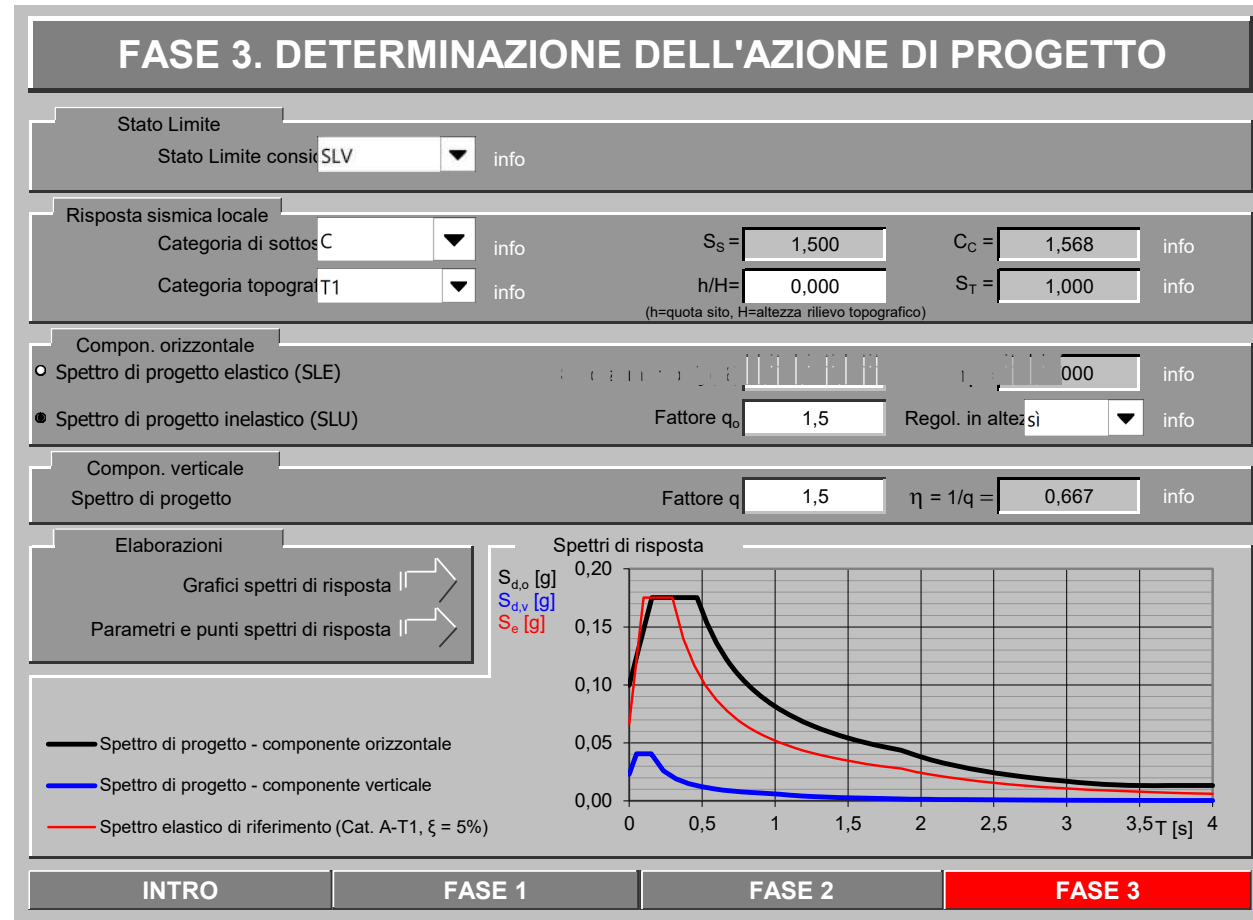 FASE 3. DETERMINAZIONE DELL'AZIONE DI PROGETTO
Stato Limite
Stato Limite consi SLV info
Risposta sismica locale
Categoria di sottos C info S_S = 1,500 C_C = 1,568 info
Categoria topograf T1 info h/H= 0,000 S_T = 1,000 info
(h=quota sito, H=altezza rilievo topografico)
Compon. orizzontale
Spettro di progetto elastico (SLE) 000 info
Spettro di progetto inelastico (SLU) Fattore q_o 1,5 Regol. in altez sì info
Compon. verticale
Spettro di progetto Fattore q 1,5 η = 1/q = 0,667 info
Elaborazioni
Grafici spettri di risposta
Parametri e punti spettri di risposta
Spettri di risposta
S_d,o [g]
S_d,v [g]
S_e [g]
0,20
0,15
0,10
0,05
0,00
0 0,5 1 1,5 2 2,5 3 3,5 T [s] 4
Spettro di progetto - componente orizzontale
Spettro di progetto - componente verticale
Spettro elastico di riferimento (Cat. A-T1, ξ = 5%)
INTRO FASE 1 FASE 2 FASE 3